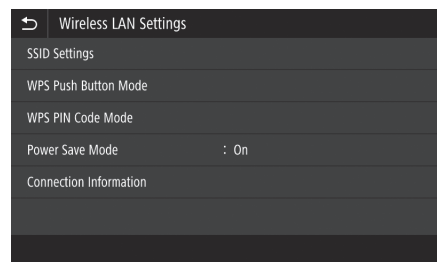 Wireless LAN Settings
SSID Settings
WPS Push Button Mode
WPS PIN Code Mode
Power Save Mode : On
Connection Information